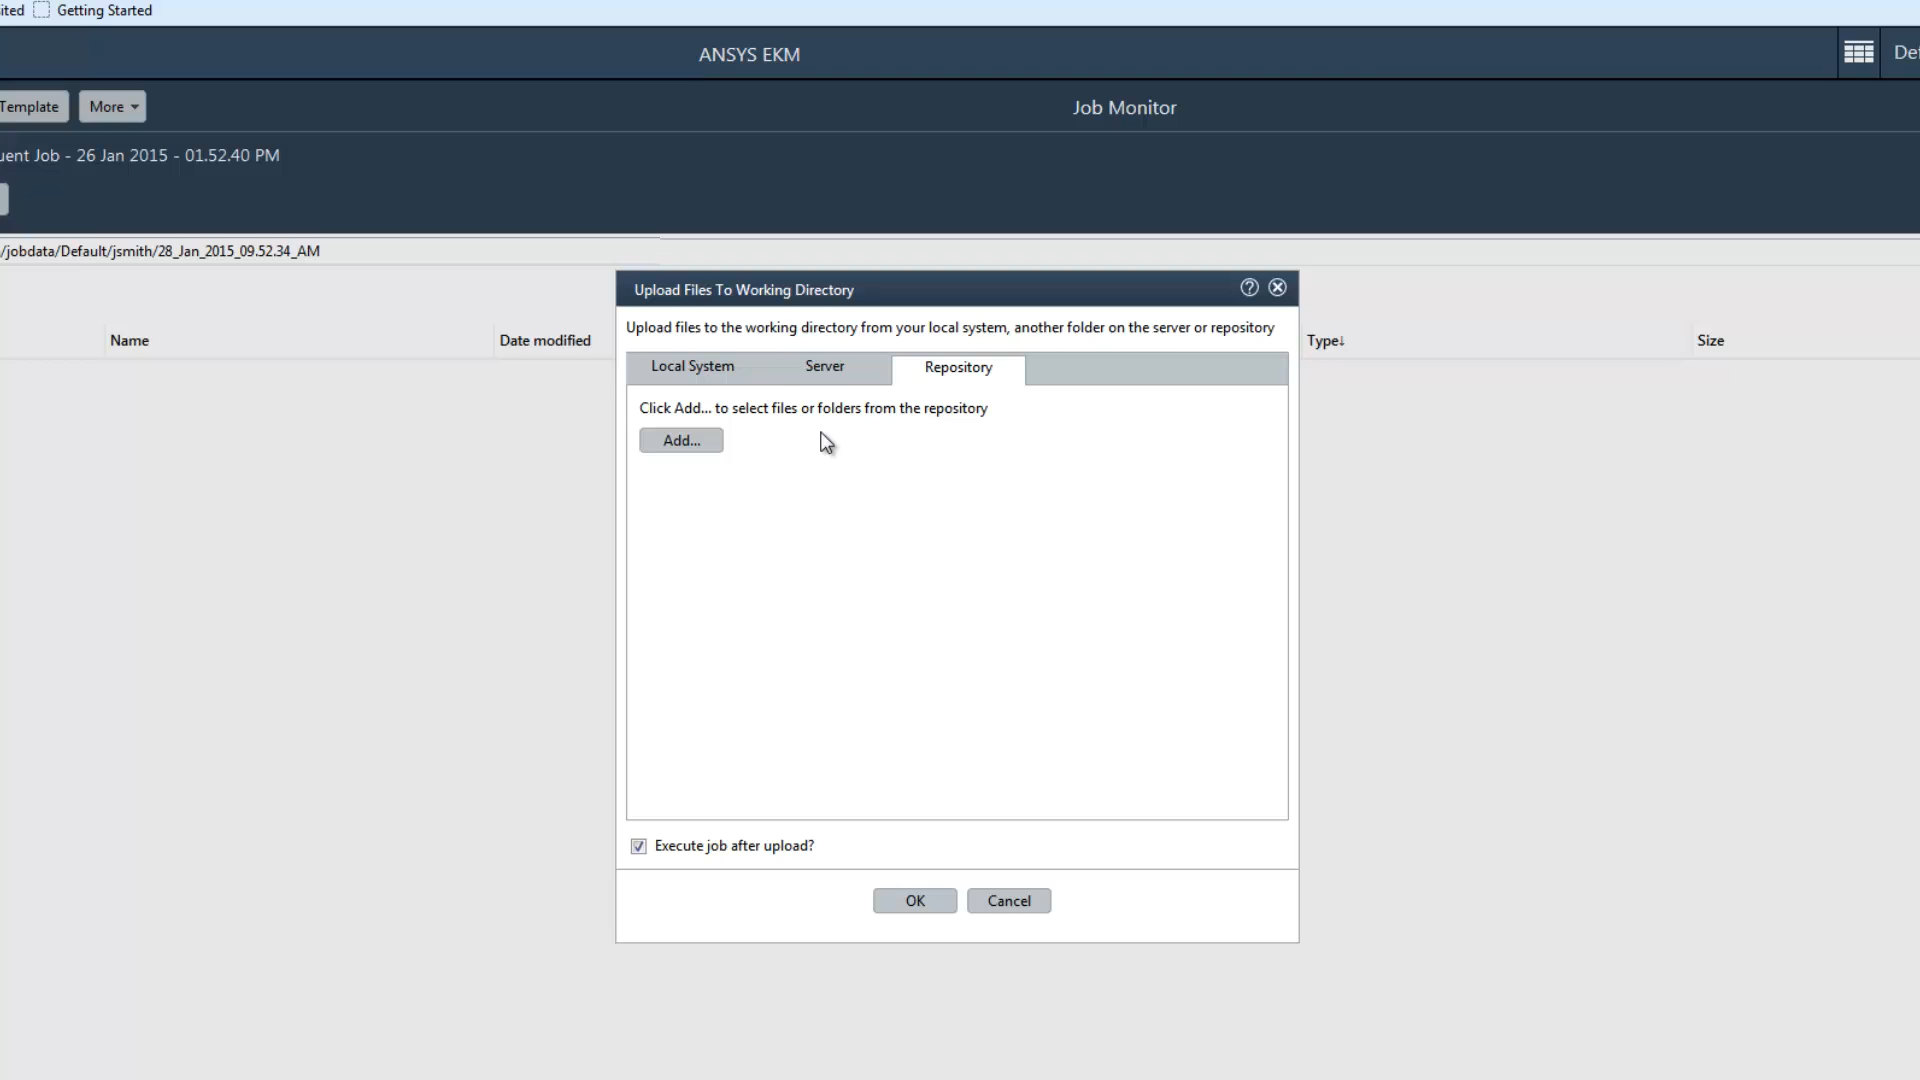 ited Getting Started
ANSYS EKM
Def
Template More
Job Monitor
uent Job - 26 Jan 2015 - 01.52.40 PM
/jobdata/Default/jsmith/28_Jan_2015_09.52.34_AM
Upload Files To Working Directory
Upload files to the working directory from your local system, another folder on the server or repository
Name Date modified Type↓ Size
Local System Server Repository
Click Add... to select files or folders from the repository
Add...
Execute job after upload?
OK Cancel